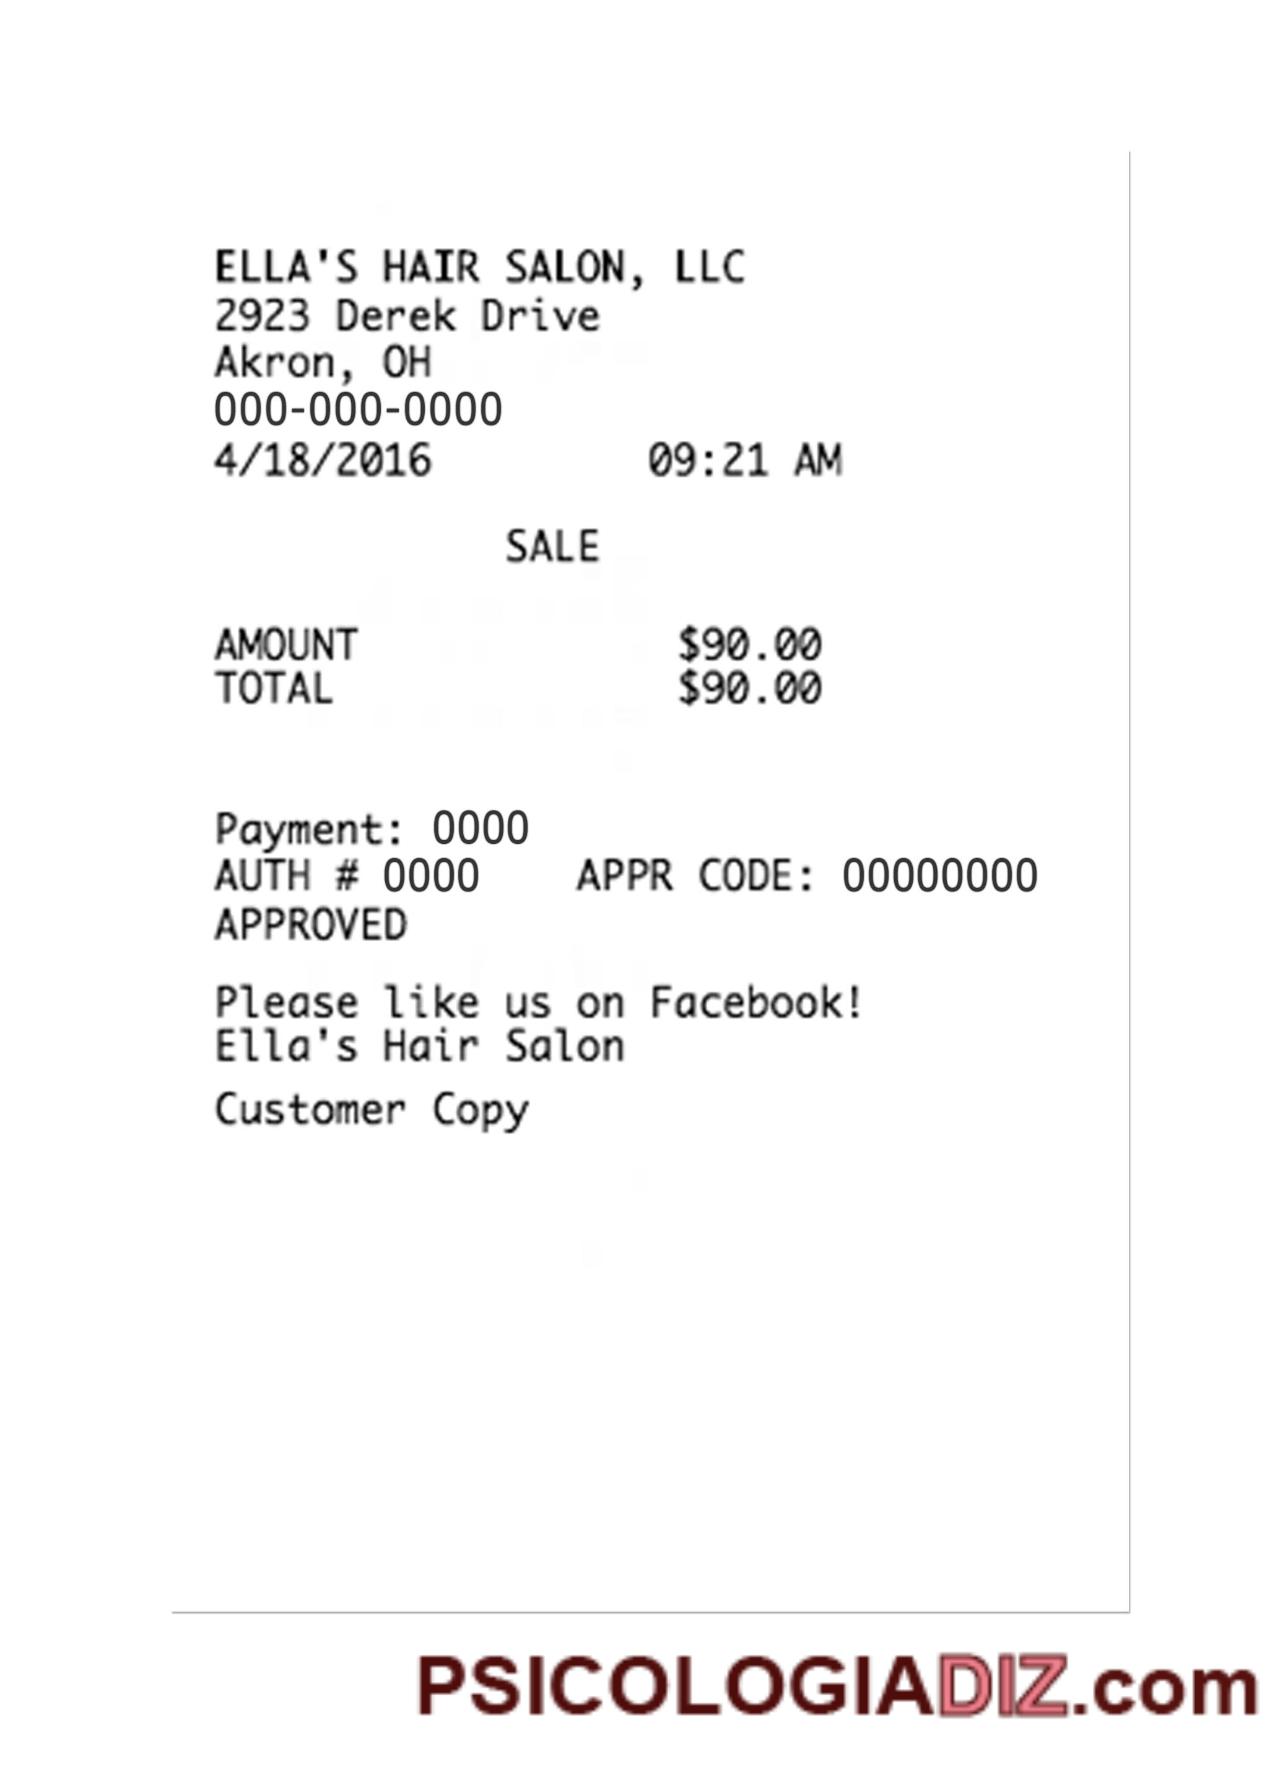 ELLA'S HAIR SALON, LLC
2923 Derek Drive
Akron, OH
000-000-0000
4/18/2016 09:21 AM
SALE
AMOUNT $90.00
TOTAL $90.00
Payment: 0000
AUTH # 0000 APPR CODE: 00000000
APPROVED
Please like us on Facebook!
Ella's Hair Salon
Customer Copy
PSICOLOGIADIZ.com